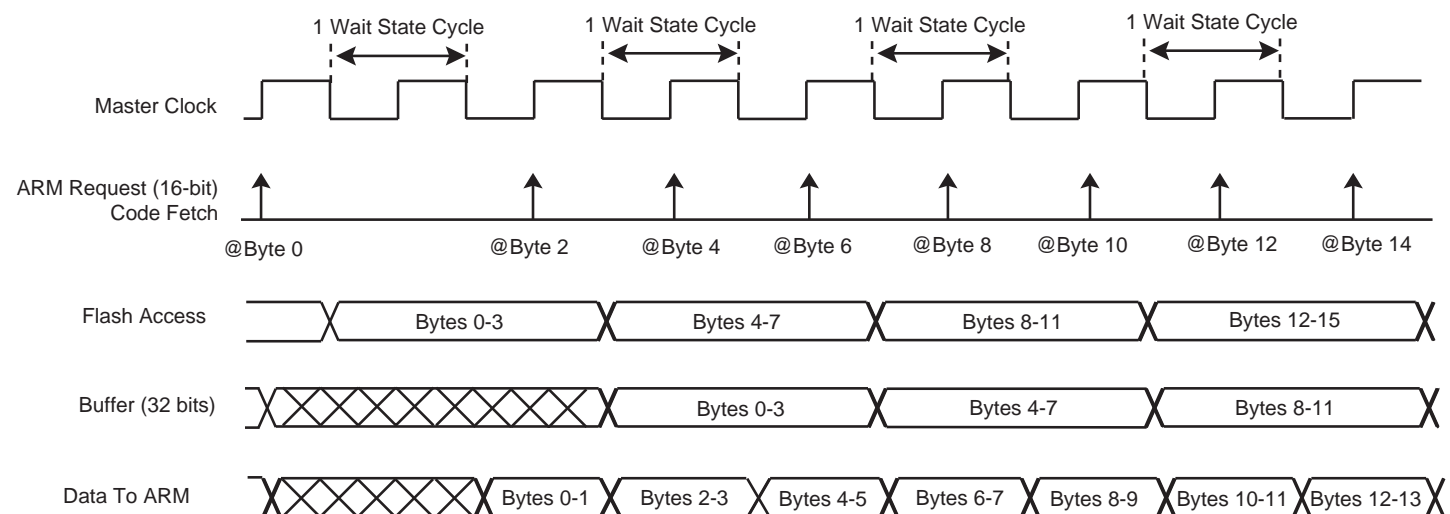 1 Wait State Cycle 1 Wait State Cycle 1 Wait State Cycle 1 Wait State Cycle
Master Clock
ARM Request (16-bit)
Code Fetch
@Byte 0 @Byte 2 @Byte 4 @Byte 6 @Byte 8 @Byte 10 @Byte 12 @Byte 14
Flash Access Bytes 0-3 Bytes 4-7 Bytes 8-11 Bytes 12-15
Buffer (32 bits) Bytes 0-3 Bytes 4-7 Bytes 8-11
Data To ARM Bytes 0-1 Bytes 2-3 Bytes 4-5 Bytes 6-7 Bytes 8-9 Bytes 10-11 Bytes 12-13